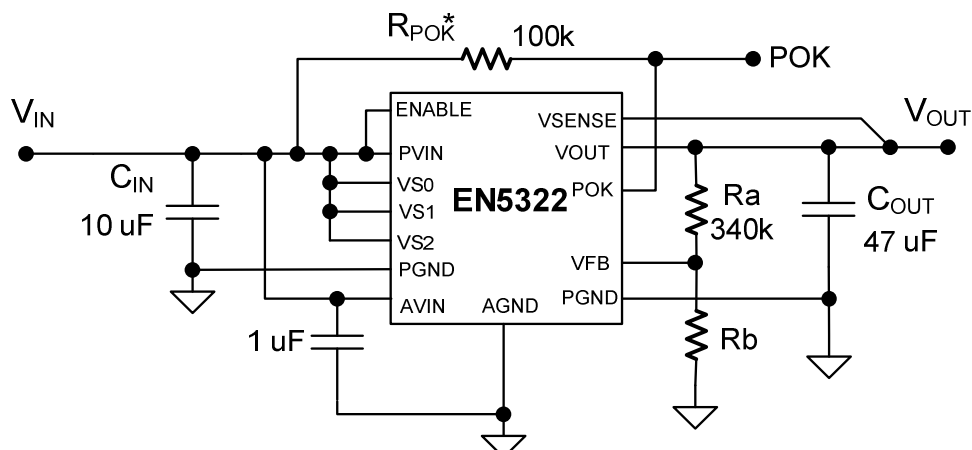 RPOK*
100k
POK
VIN
ENABLE
VSENSE
VOUT
PVIN
VOUT
CIN
10 uF
VS0
VS1
VS2
EN5322
POK
Ra
340k
COUT
47 uF
PGND
VFB
AVIN
AGND
PGND
1 uF
Rb